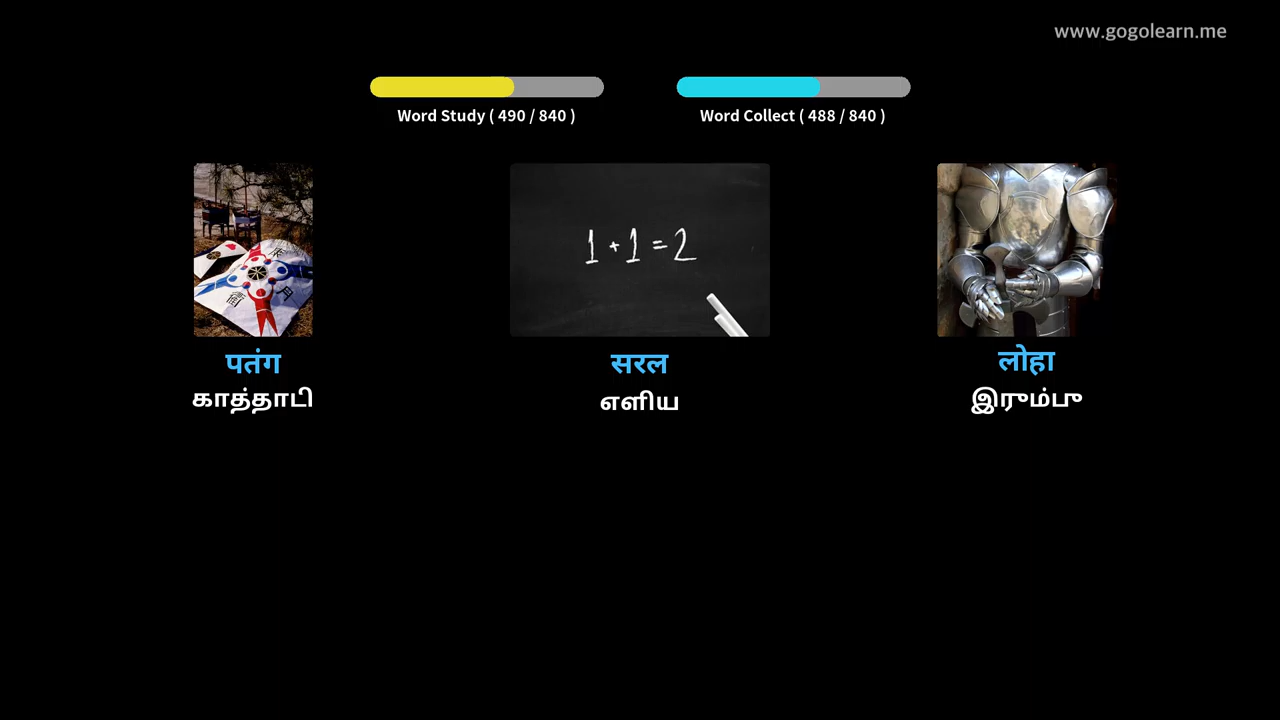 www.gogolearn.me
Word Study ( 490 / 840 )
Word Collect ( 488 / 840 )
1 + 1 = 2
पतंग
காத்தாடி
सरल
எளிய
लोहा
இரும்பு